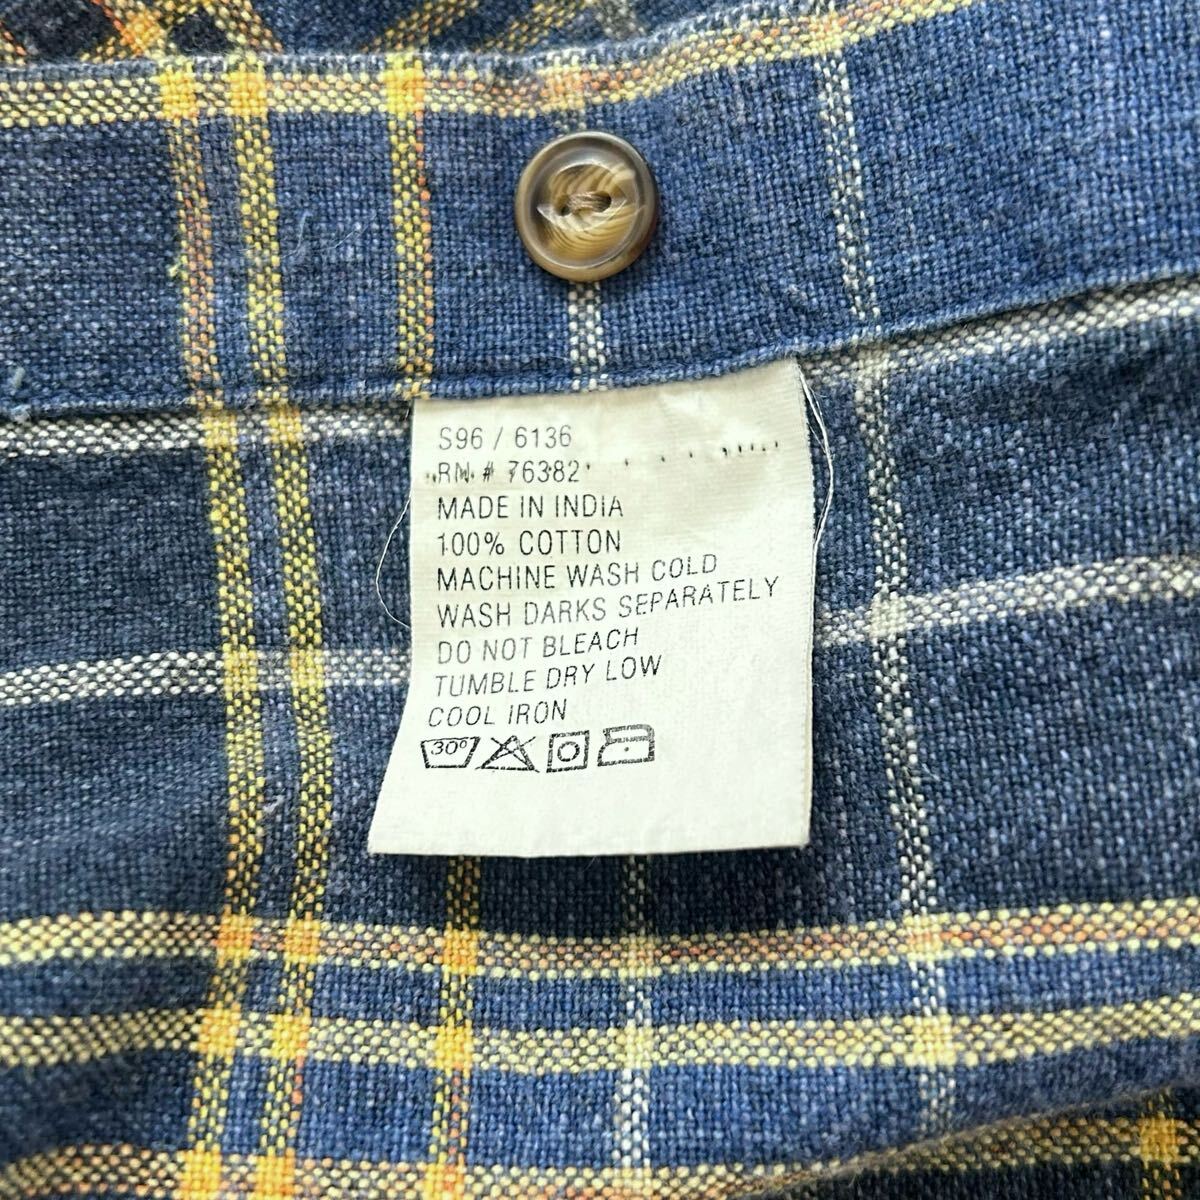 S96 / 6136
RN # 76382
MADE IN INDIA
100% COTTON
MACHINE WASH COLD
WASH DARKS SEPARATELY
DO NOT BLEACH
TUMBLE DRY LOW
COOL IRON
30°